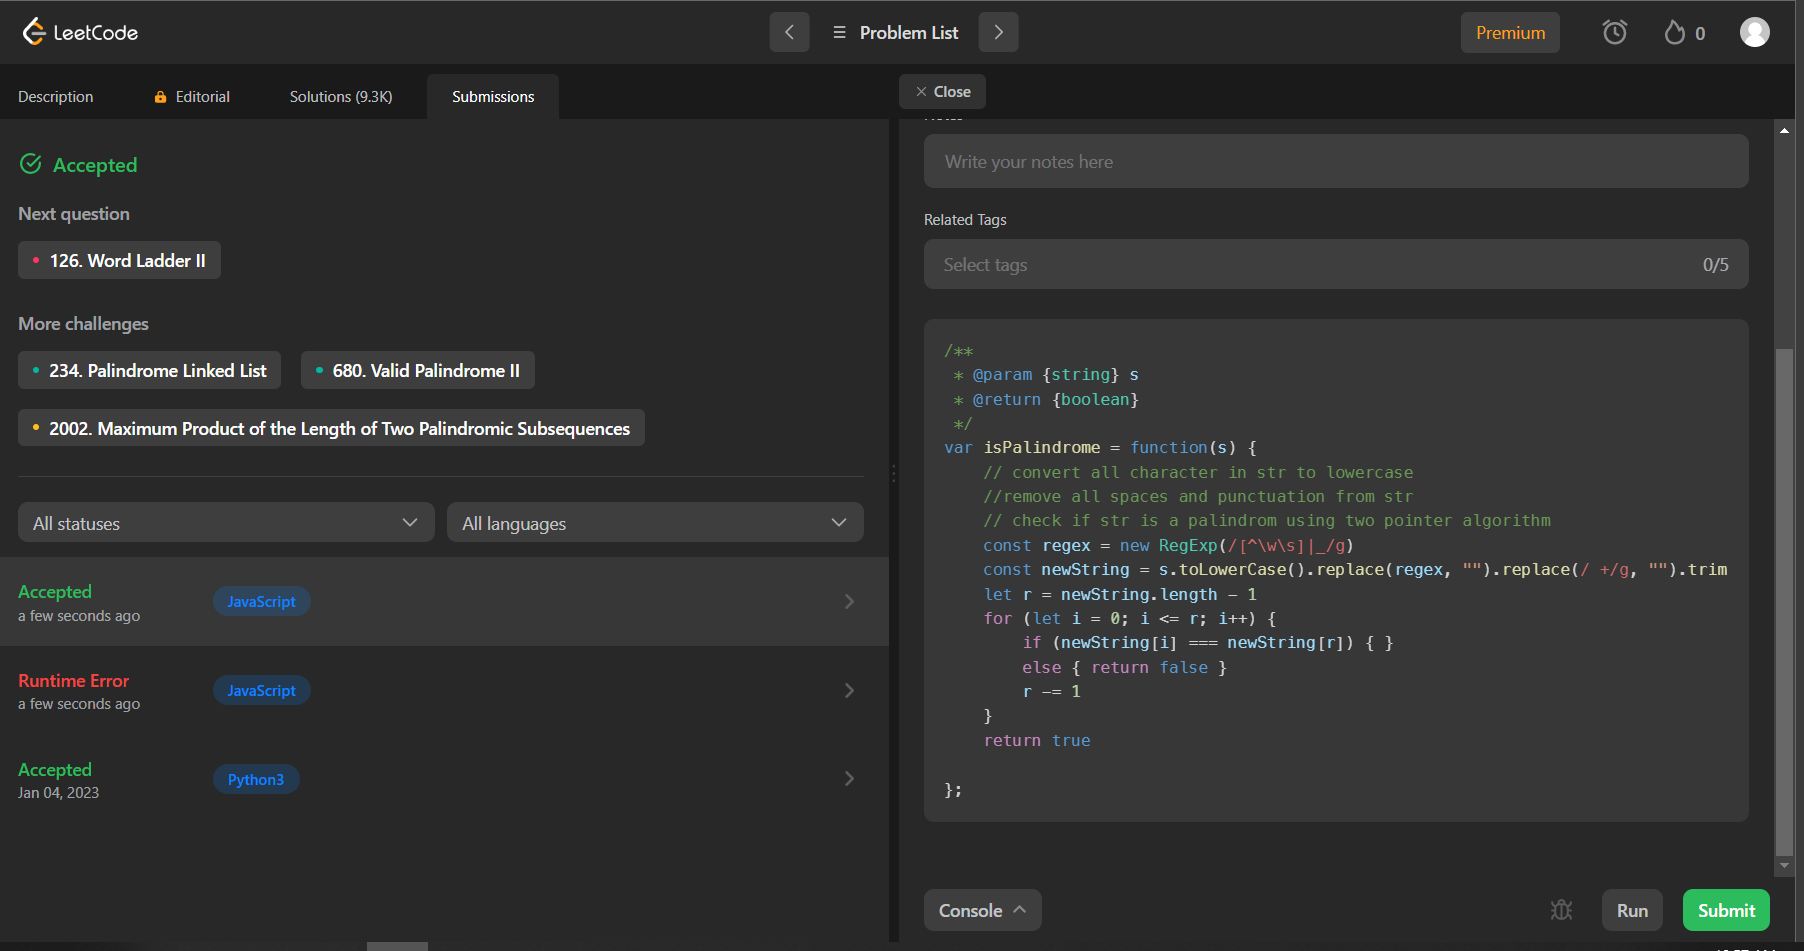 LeetCode
Problem List
Premium
0
Description
Editorial
Solutions (9.3K)
Submissions
Close
Accepted
Next question
126. Word Ladder II
More challenges
234. Palindrome Linked List
680. Valid Palindrome II
2002. Maximum Product of the Length of Two Palindromic Subsequences
All statuses
All languages
Accepted
a few seconds ago
JavaScript
Runtime Error
a few seconds ago
JavaScript
Accepted
Jan 04, 2023
Python3
Write your notes here
Related Tags
Select tags
0/5
/**
 * @param {string} s
 * @return {boolean}
 */
var isPalindrome = function(s) {
    // convert all character in str to lowercase
    //remove all spaces and punctuation from str
    // check if str is a palindrom using two pointer algorithm
    const regex = new RegExp(/[^\w\s]|_/g)
    const newString = s.toLowerCase().replace(regex, "").replace(/ +/g, "").trim
    let r = newString.length - 1
    for (let i = 0; i <= r; i++) {
        if (newString[i] === newString[r]) { }
        else { return false }
        r -= 1
    }
    return true
};
Console
Run
Submit